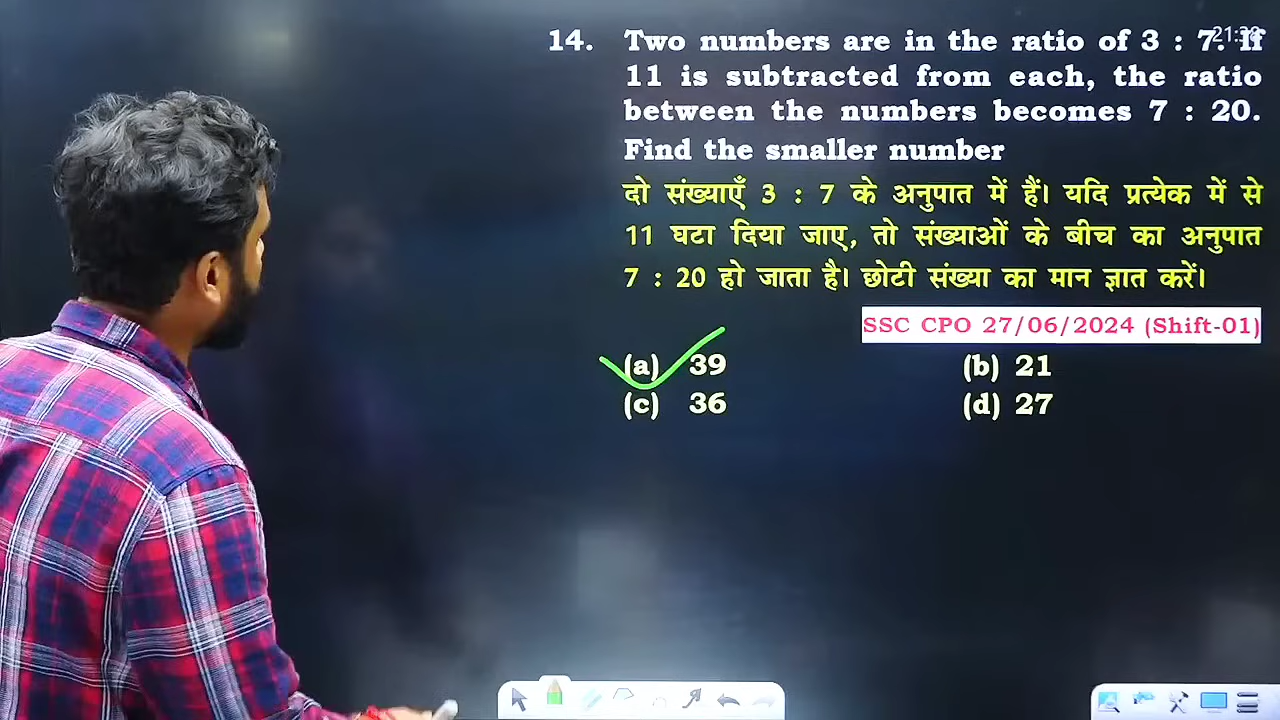 14. Two numbers are in the ratio of 3 : 7. If
21:39
11 is subtracted from each, the ratio
between the numbers becomes 7 : 20.
Find the smaller number
दो संख्याएँ 3 : 7 के अनुपात में हैं। यदि प्रत्येक में से
11 घटा दिया जाए, तो संख्याओं के बीच का अनुपात
7 : 20 हो जाता है। छोटी संख्या का मान ज्ञात करें।
SSC CPO 27/06/2024 (Shift-01)
(a) 39 (b) 21
(c) 36 (d) 27